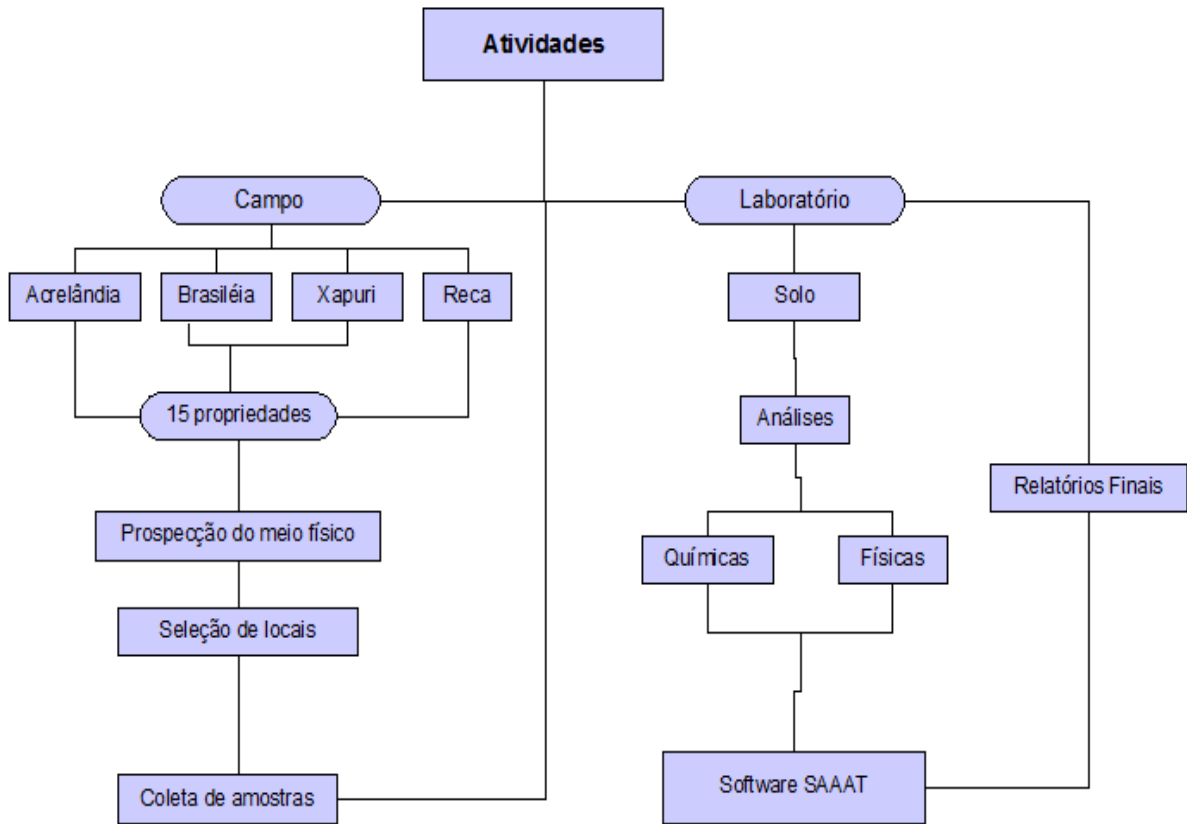 Atividades
Campo
Laboratório
Acrelândia
Brasiléia
Xapuri
Reca
Solo
15 propriedades
Análises
Relatórios Finais
Prospecção do meio físico
Químicas
Físicas
Seleção de locais
Coleta de amostras
Software SAAAT